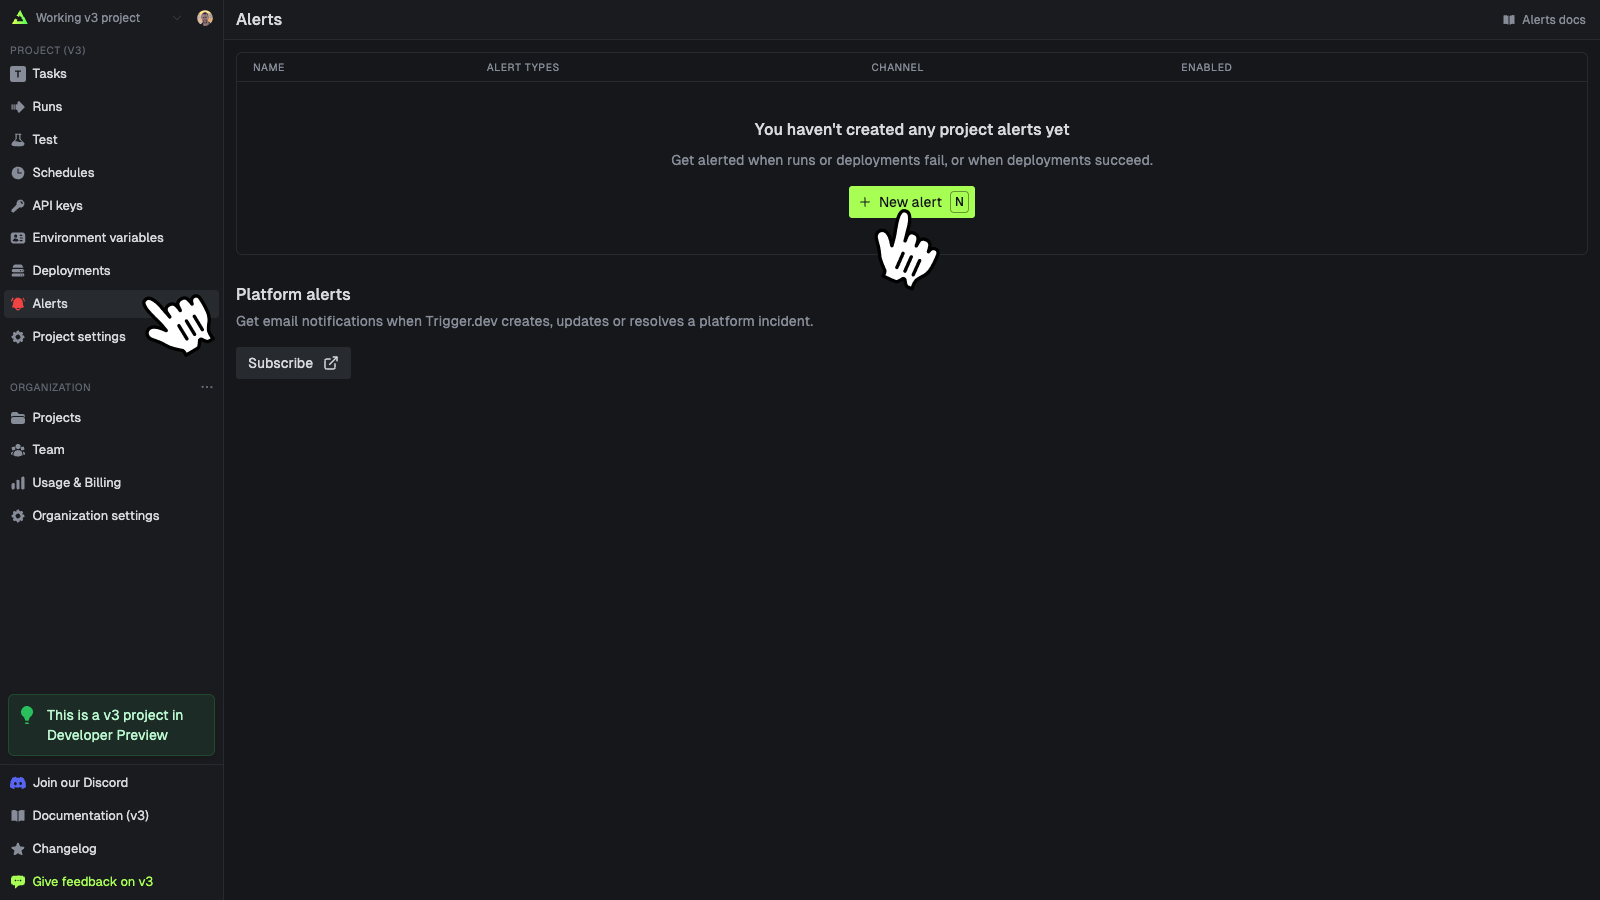 Working v3 project
PROJECT (V3)
T Tasks
Runs
Test
Schedules
API keys
Environment variables
Deployments
Alerts
Project settings
ORGANIZATION
Projects
Team
Usage & Billing
Organization settings
This is a v3 project in
Developer Preview
Join our Discord
Documentation (v3)
Changelog
Give feedback on v3
Alerts
Alerts docs
NAME ALERT TYPES CHANNEL ENABLED
You haven't created any project alerts yet
Get alerted when runs or deployments fail, or when deployments succeed.
+ New alert N
Platform alerts
Get email notifications when Trigger.dev creates, updates or resolves a platform incident.
Subscribe